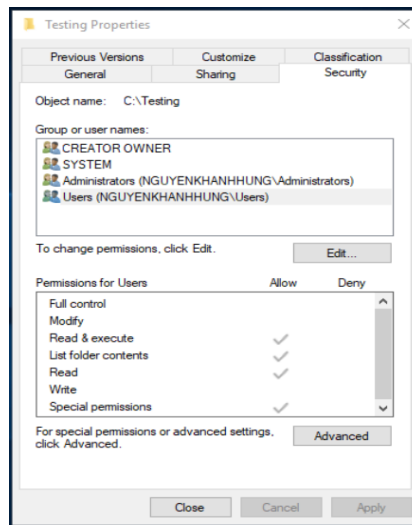 Testing Properties
Previous Versions Customize Classification
General Sharing Security
Object name: C:\Testing
Group or user names:
CREATOR OWNER
SYSTEM
Administrators (NGUYENKHANHHUNG\Administrators)
Users (NGUYENKHANHHUNG\Users)
To change permissions, click Edit. Edit...
Permissions for Users Allow Deny
Full control
Modify
Read & execute
List folder contents
Read
Write
Special permissions
For special permissions or advanced settings, Advanced
click Advanced.
Close Cancel Apply